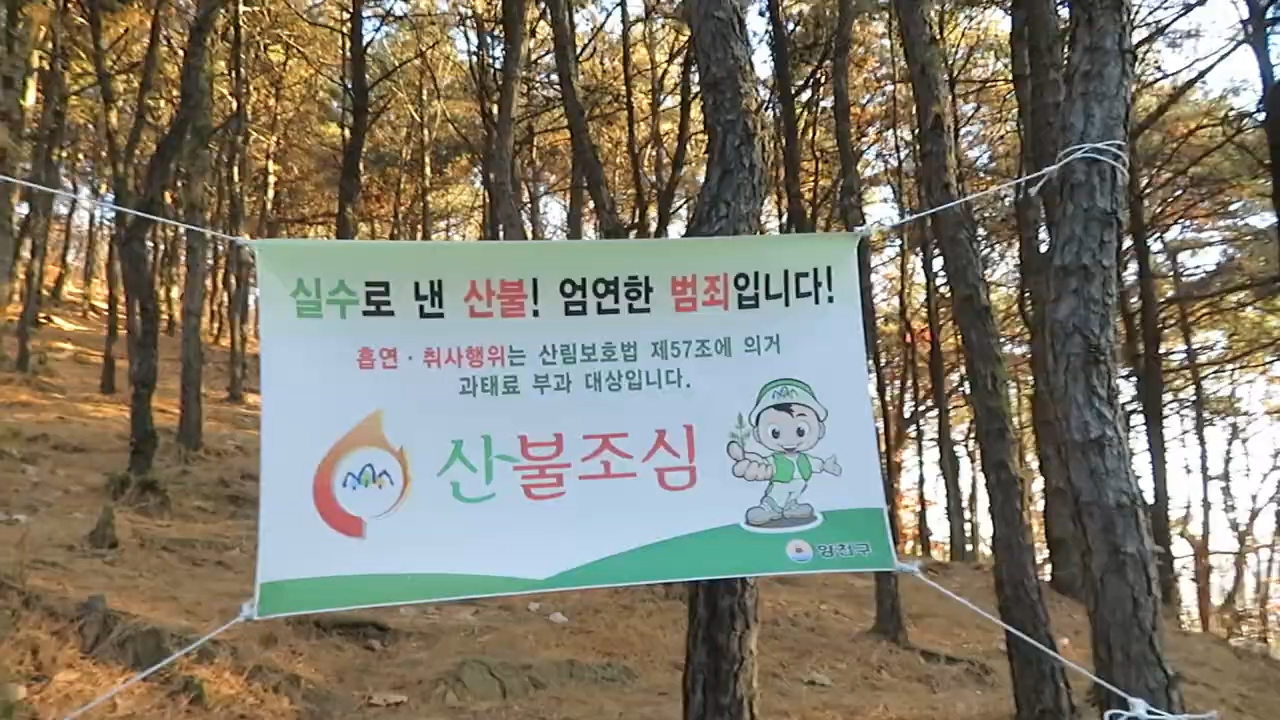 실수로 낸 산불! 엄연한 범죄입니다!
흡연 · 취사행위는 산림보호법 제57조에 의거
과태료 부과 대상입니다.
산불조심
양천구